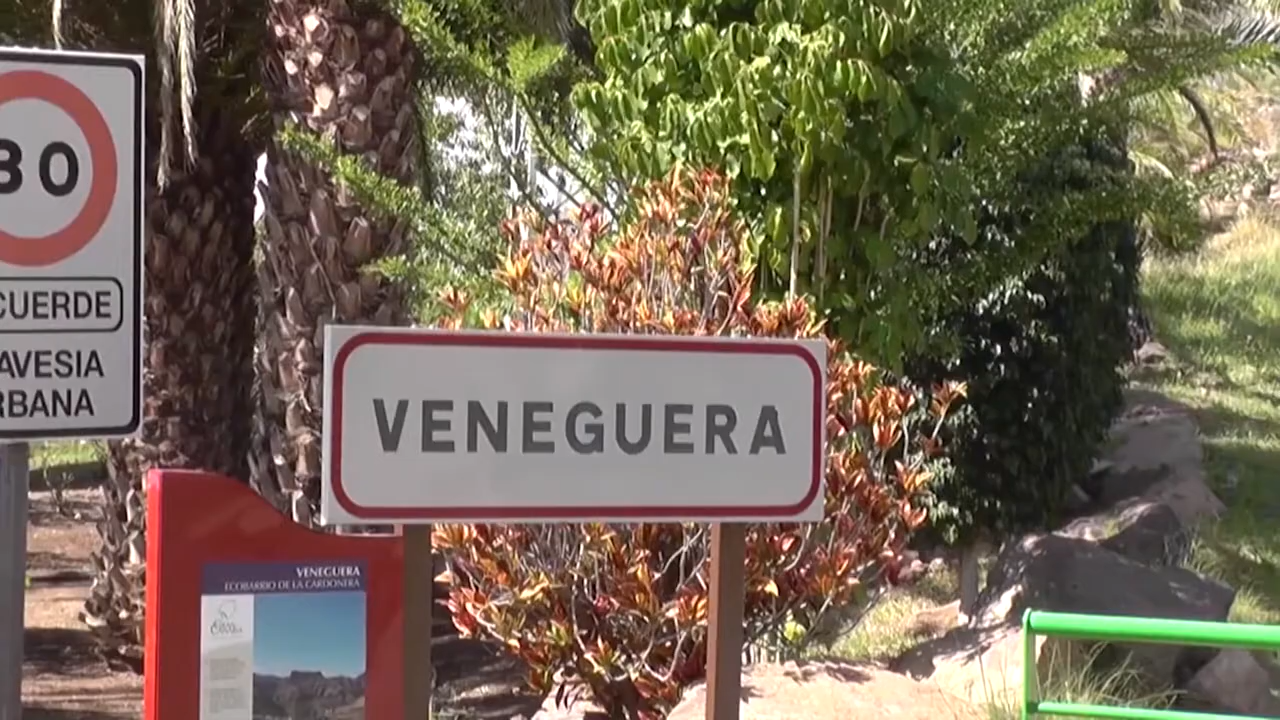 30
CUERDE
AVESIA
RBANA
VENEGUERA
VENEGUERA
ECOBARRIO DE LA CARDONERA